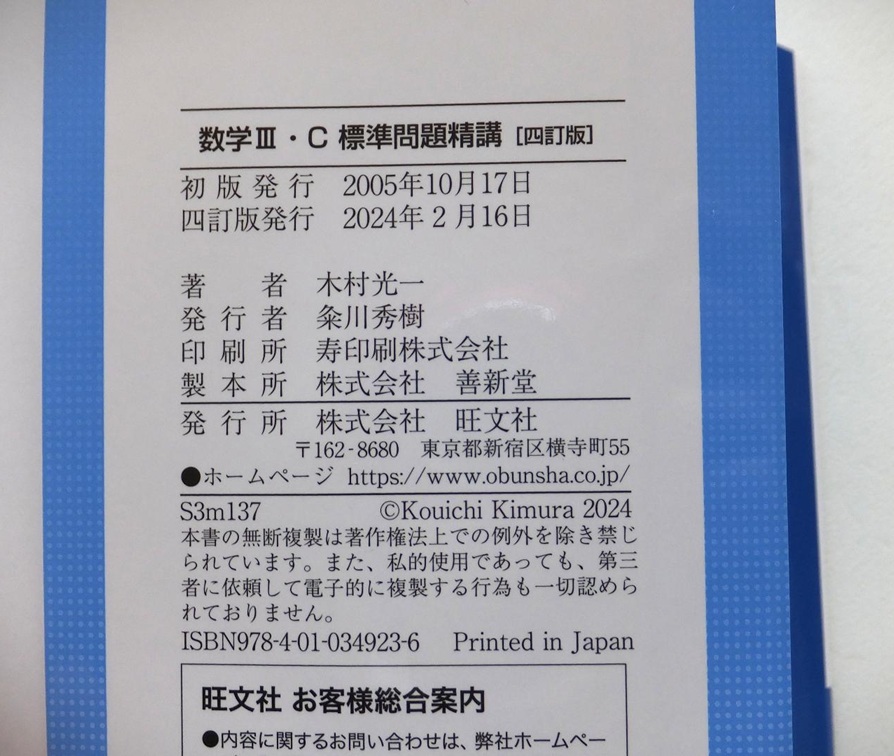 数学Ⅲ・C 標準問題精講［四訂版］
初版発行 2005年10月17日
四訂版発行 2024年2月16日
著者 木村光一
発行者 粂川秀樹
印刷所 寿印刷株式会社
製本所 株式会社 善新堂
発行所 株式会社 旺文社
〒162-8680 東京都新宿区横寺町55
●ホームページ https://www.obunsha.co.jp/
S3m137 ©Kouichi Kimura 2024
本書の無断複製は著作権法上での例外を除き禁じ
られています。また、私的使用であっても、第三
者に依頼して電子的に複製する行為も一切認めら
れておりません。
ISBN978-4-01-034923-6 Printed in Japan
旺文社 お客様総合案内
●内容に関するお問い合わせは、弊社ホームペー